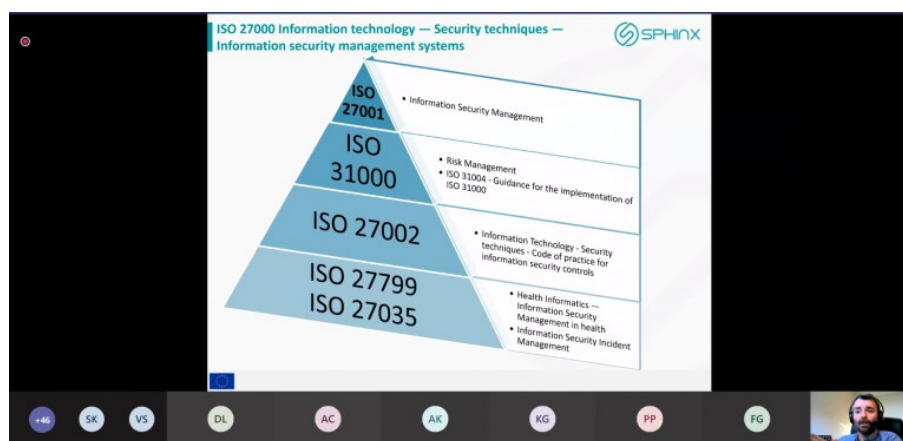 ISO 27000 Information technology — Security techniques —
Information security management systems
SPHINX
ISO
27001
• Information Security Management
ISO
31000
• Risk Management
• ISO 31004 - Guidance for the implementation of
ISO 31000
ISO 27002
• Information Technology - Security
techniques - Code of practice for
information security controls
ISO 27799
ISO 27035
• Health Informatics —
Information Security
Management in health
• Information Security Incident
Management
+46
SK
VS
DL
AC
AK
KG
PP
FG